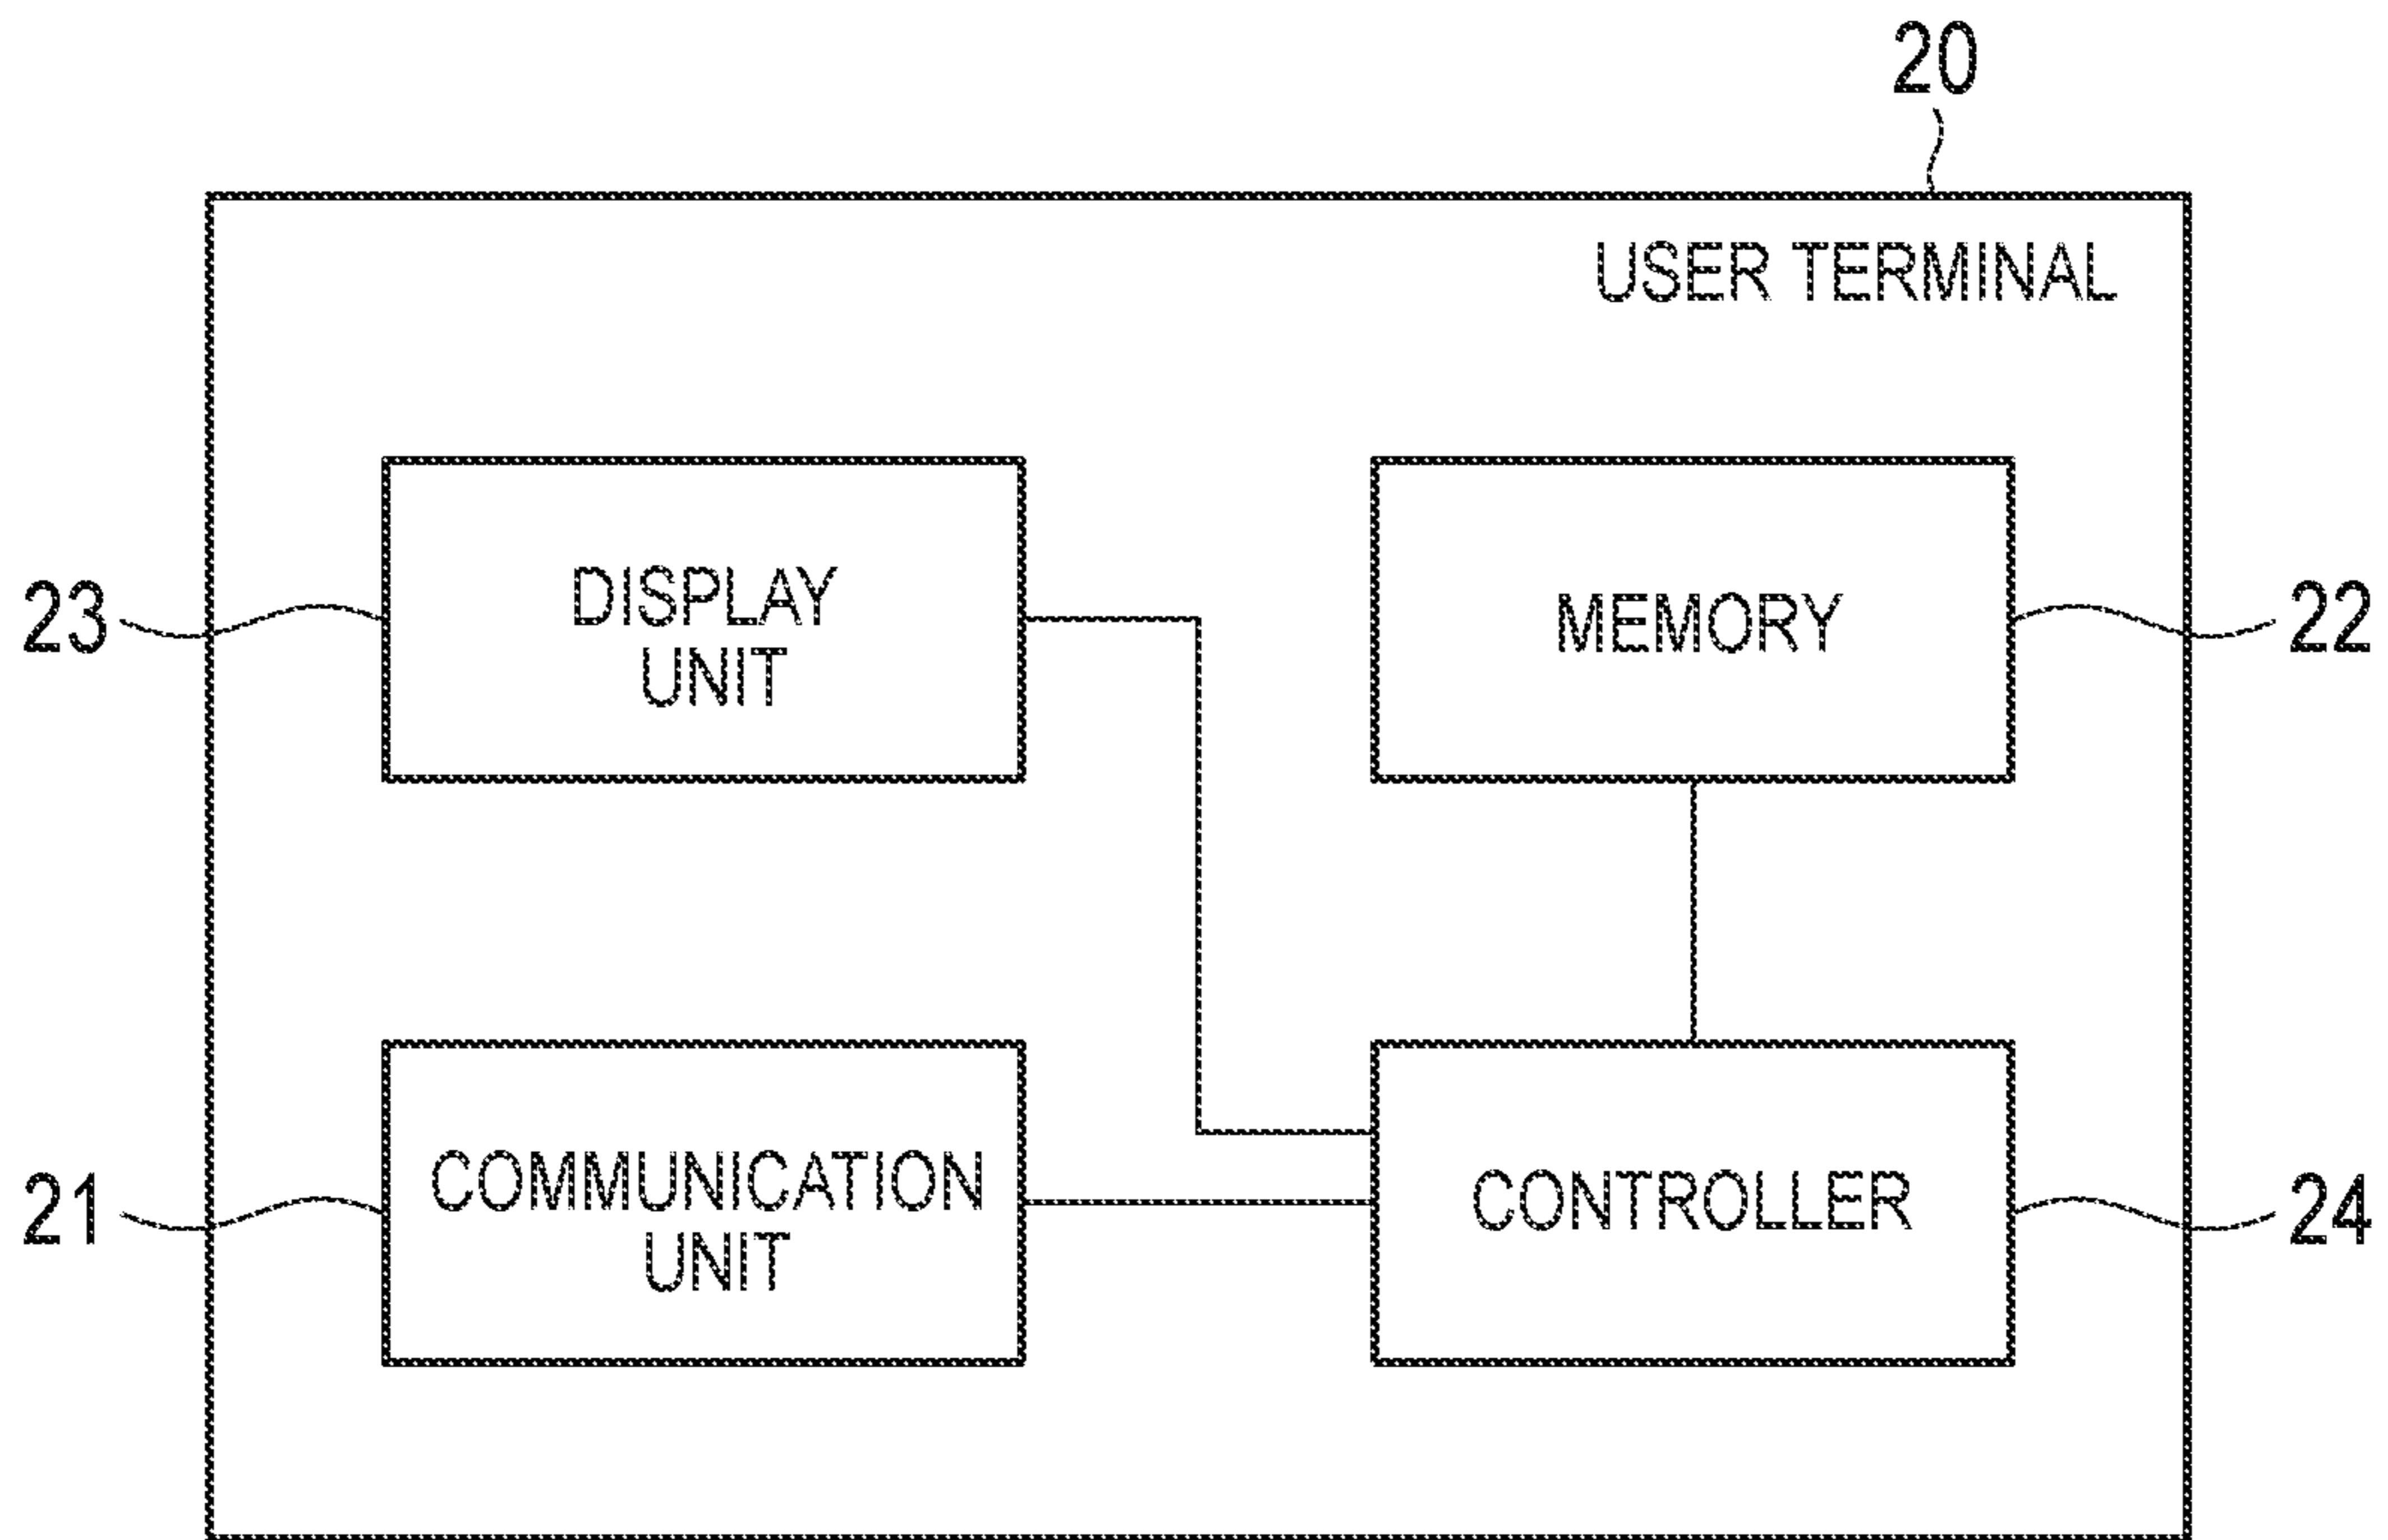 20
USER TERMINAL
23
DISPLAY
UNIT
MEMORY
22
21
COMMUNICATION
UNIT
CONTROLLER
24